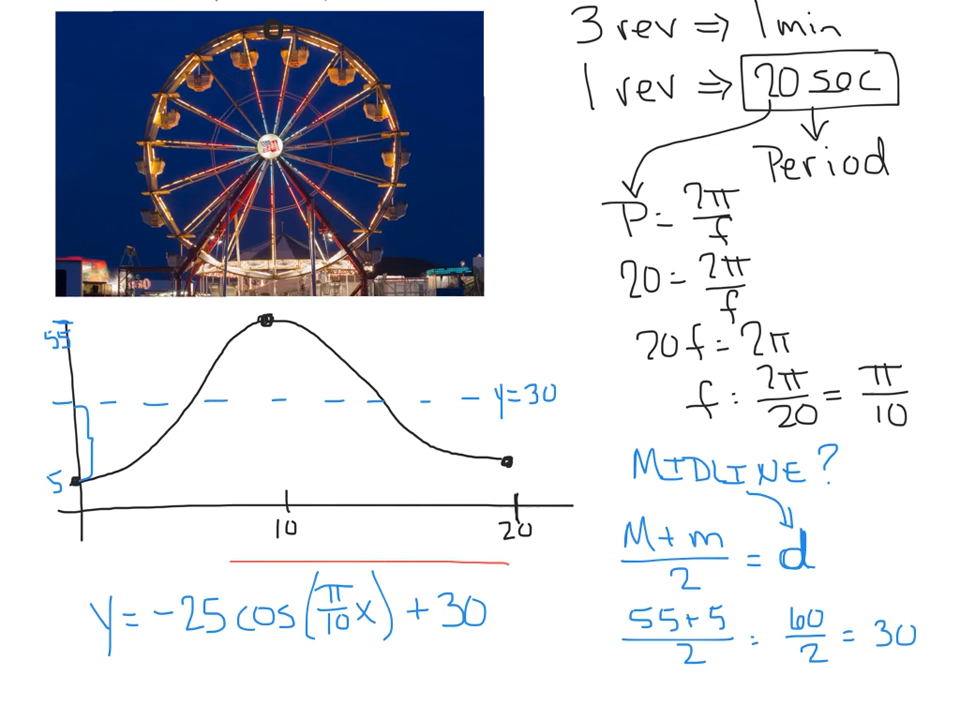 3 rev ⇒ 1 min
1 rev ⇒ 20 sec
Period
P = 2π/f
20 = 2π/f
20f = 2π
f = 2π/20 = π/10
55
y=30
5
10
20
MIDLINE?
M+m/2 = d
55+5/2 = 60/2 = 30
y = -25 cos(π/10 x) + 30